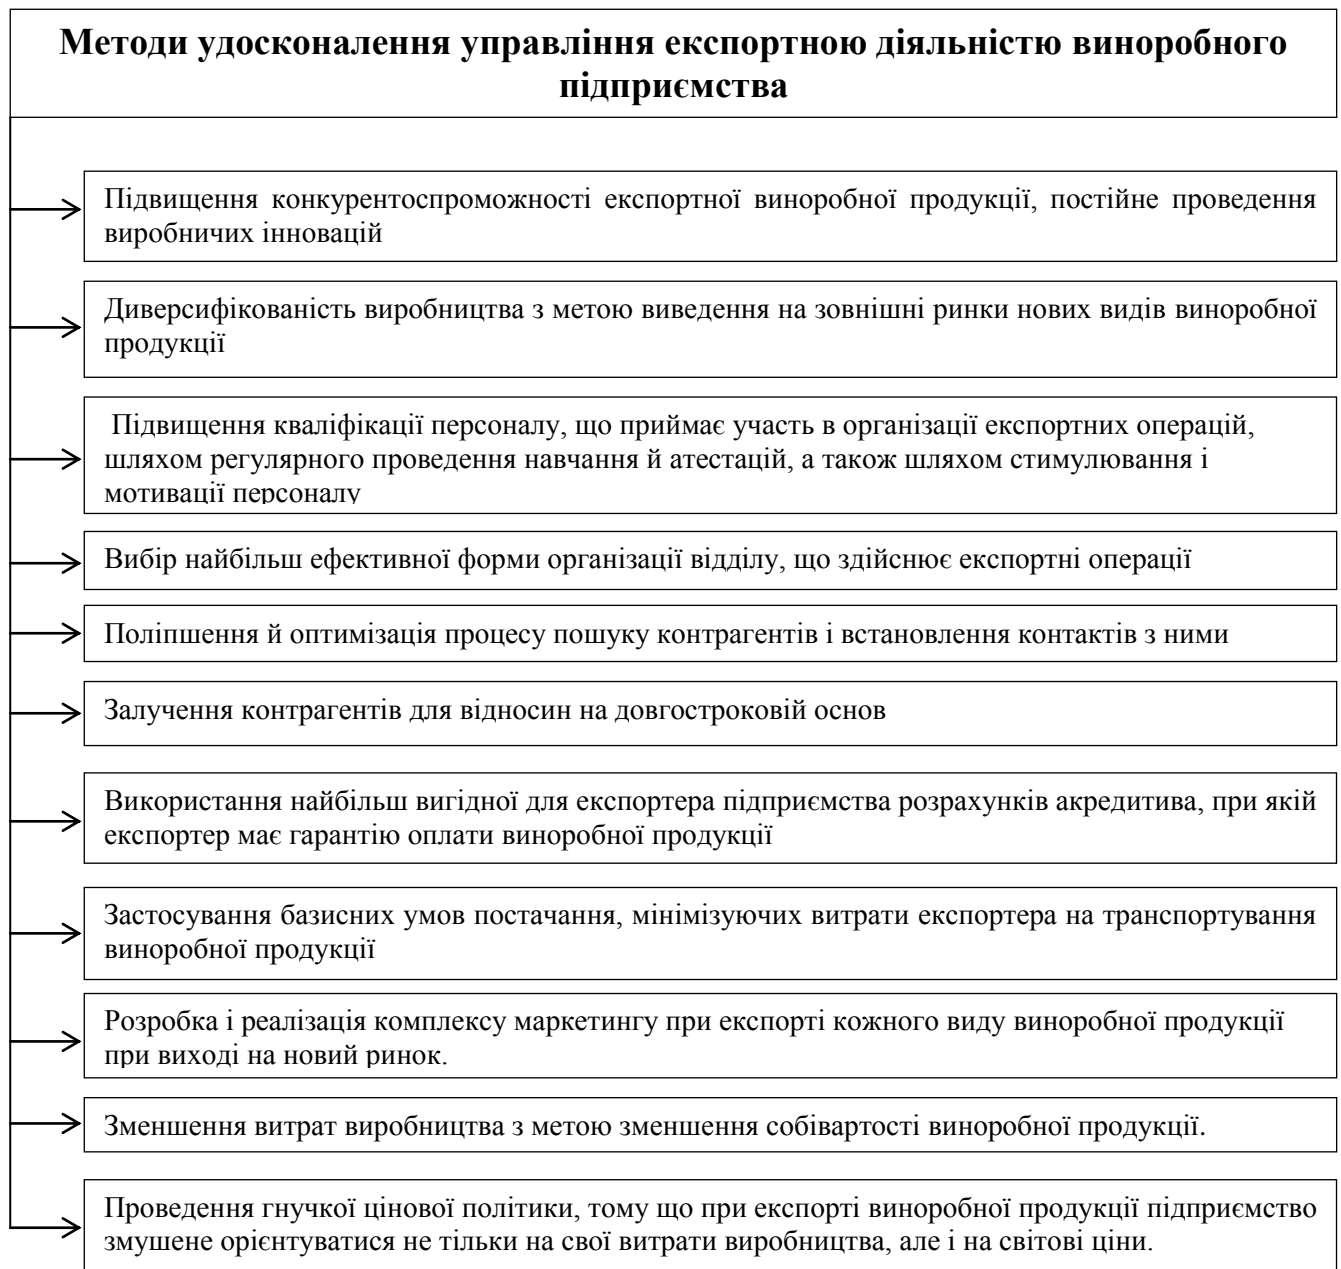 Методи удосконалення управління експортною діяльністю виноробного
підприємства
Підвищення конкурентоспроможності експортної виноробної продукції, постійне проведення
виробничих інновацій
Диверсифікованість виробництва з метою виведення на зовнішні ринки нових видів виноробної
продукції
Підвищення кваліфікації персоналу, що приймає участь в організації експортних операцій,
шляхом регулярного проведення навчання й атестацій, а також шляхом стимулювання і
мотивації персоналу
Вибір найбільш ефективної форми організації відділу, що здійснює експортні операції
Поліпшення й оптимізація процесу пошуку контрагентів і встановлення контактів з ними
Залучення контрагентів для відносин на довгостроковій основ
Використання найбільш вигідної для експортера підприємства розрахунків акредитива, при якій
експортер має гарантію оплати виноробної продукції
Застосування базисних умов постачання, мінімізуючих витрати експортера на транспортування
виноробної продукції
Розробка і реалізація комплексу маркетингу при експорті кожного виду виноробної продукції
при виході на новий ринок.
Зменшення витрат виробництва з метою зменшення собівартості виноробної продукції.
Проведення гнучкої цінової політики, тому що при експорті виноробної продукції підприємство
змушене орієнтуватися не тільки на свої витрати виробництва, але і на світові ціни.